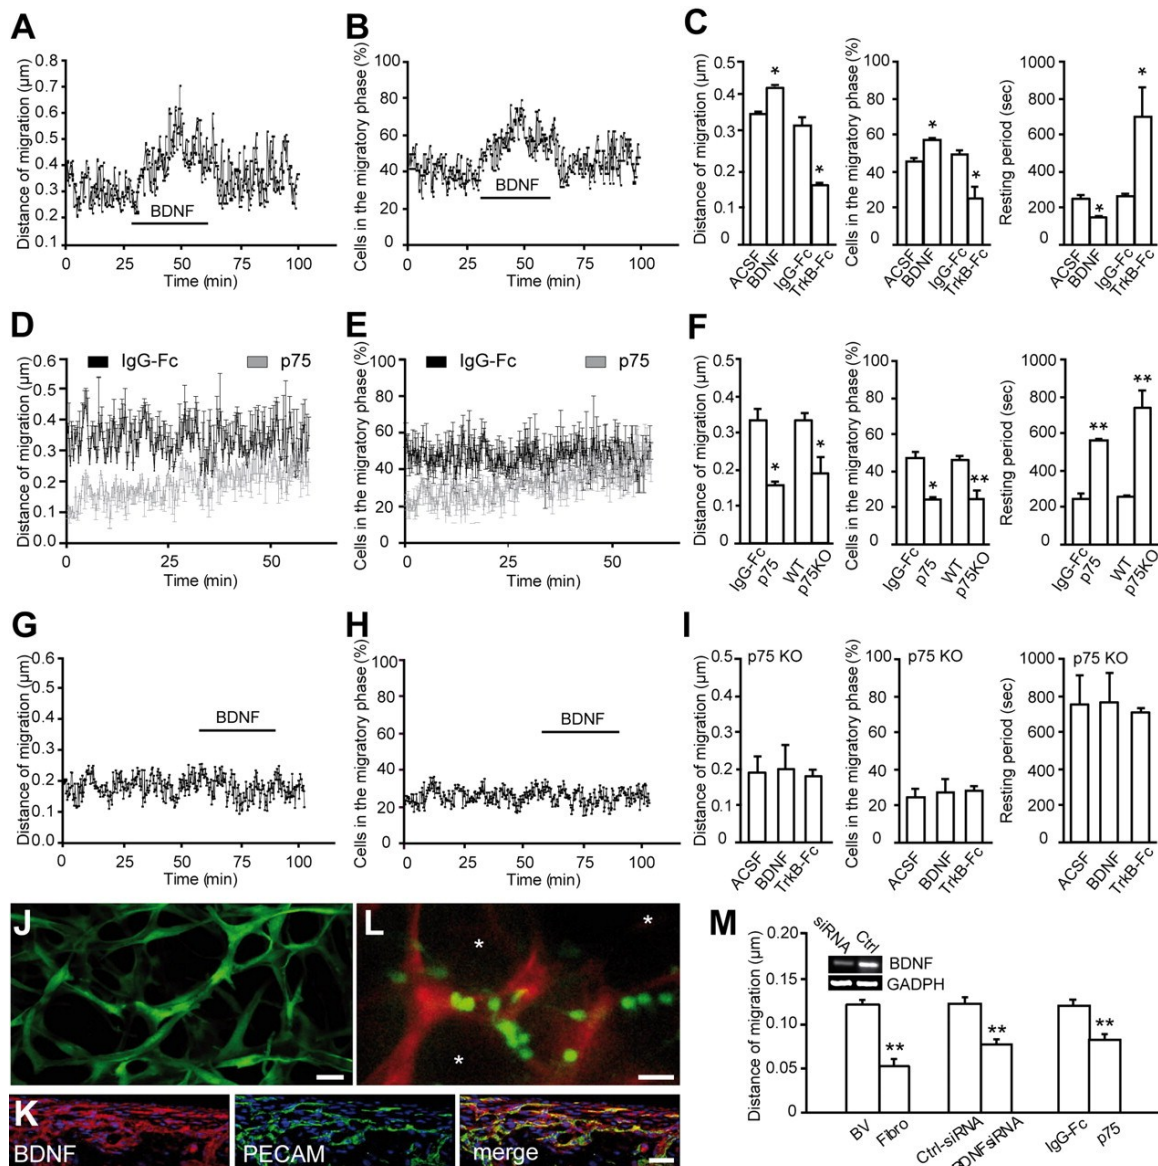 A
Distance of migration (µm)
0.8
0.7
0.6
0.5
0.4
0.3
0.2
0.1
BDNF
0 25 50 75 100
Time (min)
B
Cells in the migratory phase (%)
100
80
60
40
20
0
BDNF
0 25 50 75 100
Time (min)
C
Distance of migration (µm)
0.5
0.4
0.3
0.2
0.1
0
* *
ACSF BDNF IgG-Fc TrkB-Fc
Cells in the migratory phase (%)
100
80
60
40
20
0
* *
ACSF BDNF IgG-Fc TrkB-Fc
Resting period (sec)
1000
800
600
400
200
0
* *
ACSF BDNF IgG-Fc TrkB-Fc
D
Distance of migration (µm)
0.6
0.5
0.4
0.3
0.2
0.1
0.0
IgG-Fc p75
0 25 50
Time (min)
E
Cells in the migratory phase (%)
100
80
60
40
20
0
IgG-Fc p75
0 25 50
Time (min)
F
Distance of migration (µm)
0.5
0.4
0.3
0.2
0.1
0
* *
IgG-Fc p75 WT p75KO
Cells in the migratory phase (%)
100
80
60
40
20
0
* **
IgG-Fc p75 WT p75KO
Resting period (sec)
1000
800
600
400
200
0
** **
IgG-Fc p75 WT p75KO
G
Distance of migration (µm)
0.6
0.5
0.4
0.3
0.2
0.1
0.0
BDNF
0 25 50 75 100
Time (min)
H
Cells in the migratory phase (%)
100
80
60
40
20
0
BDNF
0 25 50 75 100
Time (min)
I
Distance of migration (µm)
0.5
0.4
0.3
0.2
0.1
0
p75 KO
ACSF BDNF TrkB-Fc
Cells in the migratory phase (%)
100
80
60
40
20
0
p75 KO
ACSF BDNF TrkB-Fc
Resting period (sec)
1000
800
600
400
200
0
p75 KO
ACSF BDNF TrkB-Fc
J
L
* * *
K
BDNF
PECAM
merge
M
Distance of migration (µm)
0.20
0.15
0.10
0.05
0
siRNA Ctrl
BDNF
GADPH
** ** **
BV Fibro Ctrl-siRNA BDNFsiRNA IgG-Fc p75